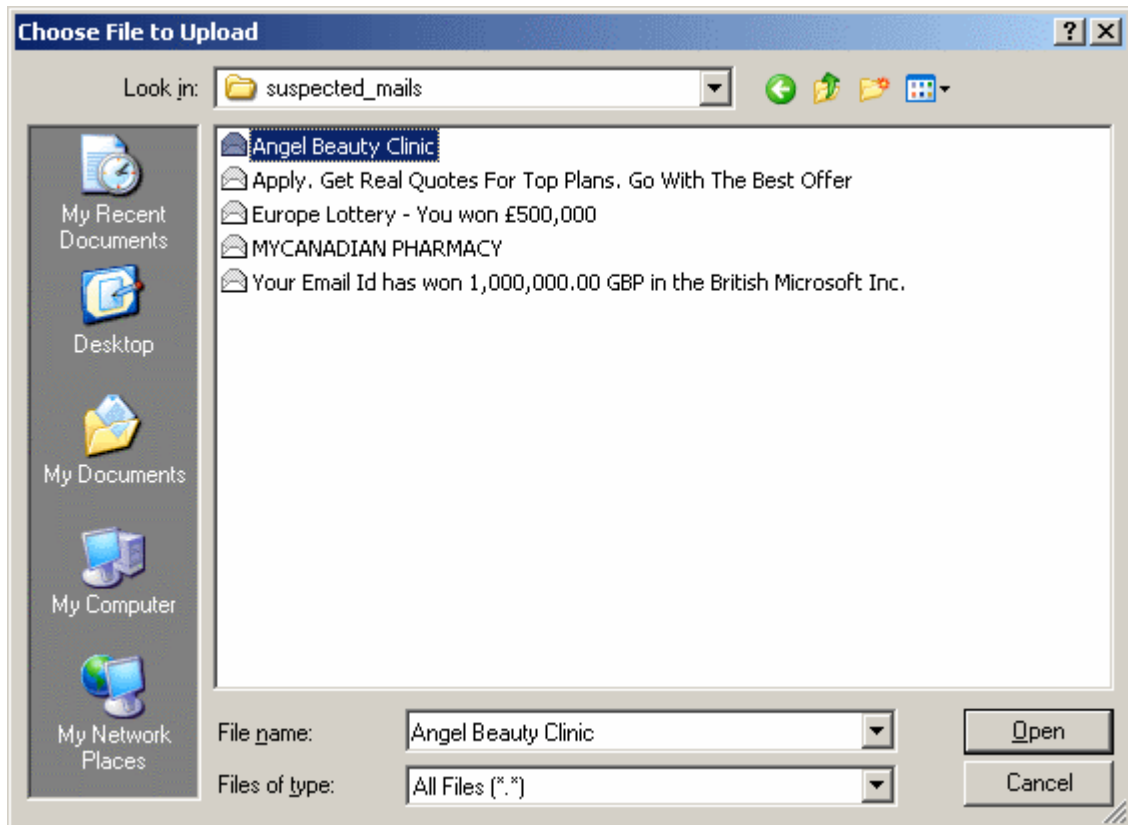 Choose File to Upload
Look in:
suspected_mails
My Recent
Documents
Desktop
My Documents
My Computer
My Network
Places
Angel Beauty Clinic
Apply. Get Real Quotes For Top Plans. Go With The Best Offer
Europe Lottery - You won £500,000
MYCANADIAN PHARMACY
Your Email Id has won 1,000,000.00 GBP in the British Microsoft Inc.
File name:
Angel Beauty Clinic
Open
Files of type:
All Files (*.*)
Cancel